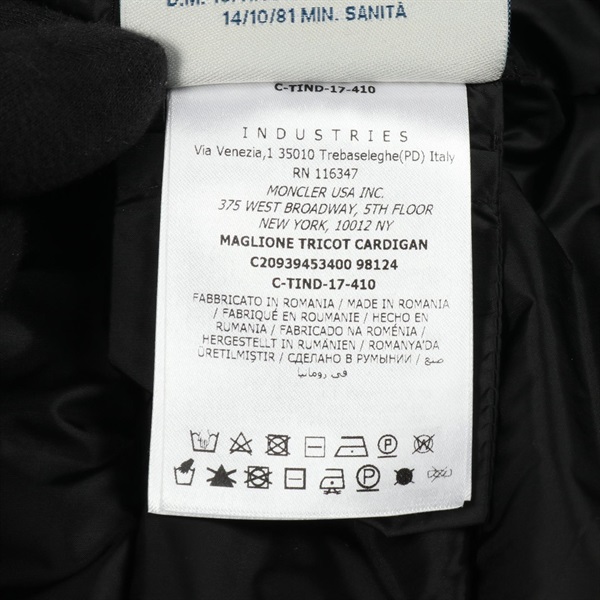 14/10/81 MIN. SANITÀ
C-TIND-17-410
INDUSTRIES
Via Venezia,1 35010 Trebaseleghe(PD) Italy
RN 116347
MONCLER USA INC.
375 WEST BROADWAY, 5TH FLOOR
NEW YORK, 10012 NY
MAGLIONE TRICOT CARDIGAN
C20939453400 98124
C-TIND-17-410
FABBRICATO IN ROMANIA / MADE IN ROMANIA
/ FABRIQUÉ EN ROUMANIE / HECHO EN
RUMANIA / FABRICADO NA ROMÉNIA /
HERGESTELLT IN RUMÄNIEN / ROMANYA'DA
ÜRETILMIŞTIR / СДЕЛАНО В РУМЫНИИ / صنع
في رومانيا